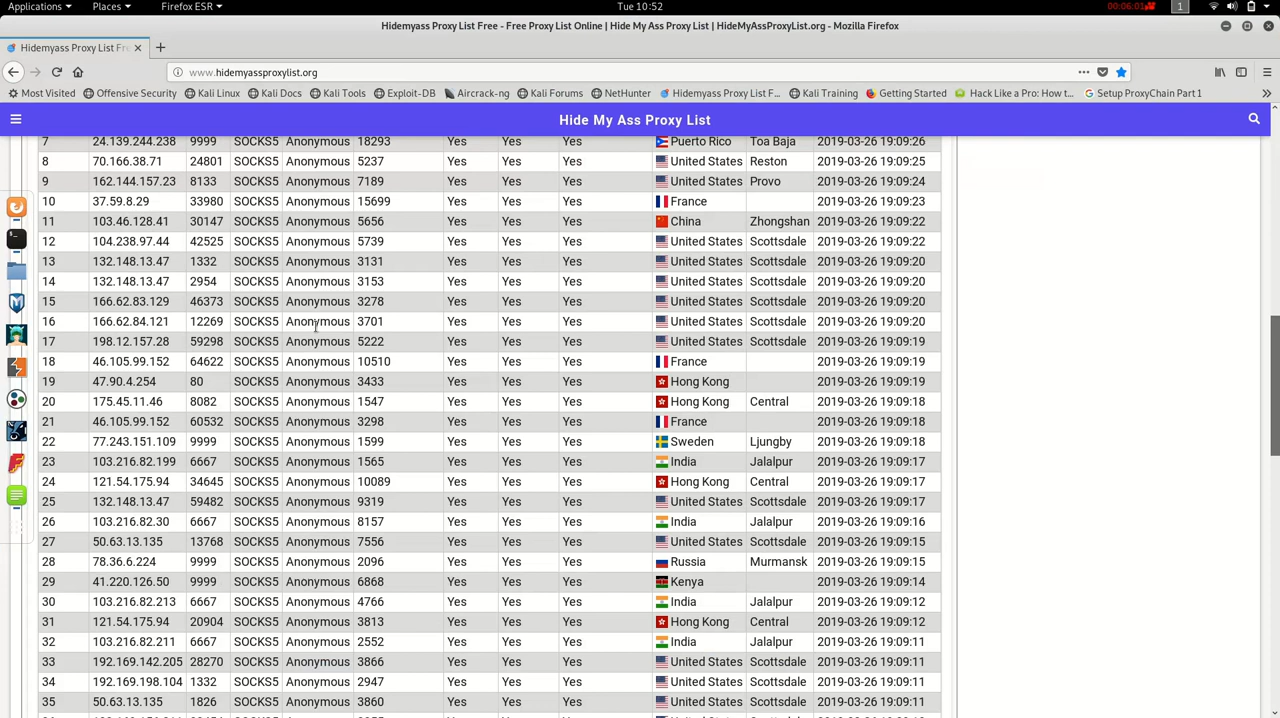 Applications Places Firefox ESR Tue 10:52 00:06:01 1
Hidemyass Proxy List Free - Free Proxy List Online | Hide My Ass Proxy List | HideMyAssProxyList.org - Mozilla Firefox
Hidemyass Proxy List Fre
www.hidemyassproxylist.org
Most Visited Offensive Security Kali Linux Kali Docs Kali Tools Exploit-DB Aircrack-ng Kali Forums NetHunter Hidemyass Proxy List F… Kali Training Getting Started Hack Like a Pro: How t… Setup ProxyChain Part 1
Hide My Ass Proxy List
7 24.139.244.238 9999 SOCKS5 Anonymous 18293 Yes Yes Yes Puerto Rico Toa Baja 2019-03-26 19:09:26
8 70.166.38.71 24801 SOCKS5 Anonymous 5237 Yes Yes Yes United States Reston 2019-03-26 19:09:25
9 162.144.157.23 8133 SOCKS5 Anonymous 7189 Yes Yes Yes United States Provo 2019-03-26 19:09:24
10 37.59.8.29 33980 SOCKS5 Anonymous 15699 Yes Yes Yes France 2019-03-26 19:09:23
11 103.46.128.41 30147 SOCKS5 Anonymous 5656 Yes Yes Yes China Zhongshan 2019-03-26 19:09:22
12 104.238.97.44 42525 SOCKS5 Anonymous 5739 Yes Yes Yes United States Scottsdale 2019-03-26 19:09:22
13 132.148.13.47 1332 SOCKS5 Anonymous 3131 Yes Yes Yes United States Scottsdale 2019-03-26 19:09:20
14 132.148.13.47 2954 SOCKS5 Anonymous 3153 Yes Yes Yes United States Scottsdale 2019-03-26 19:09:20
15 166.62.83.129 46373 SOCKS5 Anonymous 3278 Yes Yes Yes United States Scottsdale 2019-03-26 19:09:20
16 166.62.84.121 12269 SOCKS5 Anonymous 3701 Yes Yes Yes United States Scottsdale 2019-03-26 19:09:20
17 198.12.157.28 59298 SOCKS5 Anonymous 5222 Yes Yes Yes United States Scottsdale 2019-03-26 19:09:19
18 46.105.99.152 64622 SOCKS5 Anonymous 10510 Yes Yes Yes France 2019-03-26 19:09:19
19 47.90.4.254 80 SOCKS5 Anonymous 3433 Yes Yes Yes Hong Kong 2019-03-26 19:09:19
20 175.45.11.46 8082 SOCKS5 Anonymous 1547 Yes Yes Yes Hong Kong Central 2019-03-26 19:09:18
21 46.105.99.152 60532 SOCKS5 Anonymous 3298 Yes Yes Yes France 2019-03-26 19:09:18
22 77.243.151.109 9999 SOCKS5 Anonymous 1599 Yes Yes Yes Sweden Ljungby 2019-03-26 19:09:18
23 103.216.82.199 6667 SOCKS5 Anonymous 1565 Yes Yes Yes India Jalalpur 2019-03-26 19:09:17
24 121.54.175.94 34645 SOCKS5 Anonymous 10089 Yes Yes Yes Hong Kong Central 2019-03-26 19:09:17
25 132.148.13.47 59482 SOCKS5 Anonymous 9319 Yes Yes Yes United States Scottsdale 2019-03-26 19:09:17
26 103.216.82.30 6667 SOCKS5 Anonymous 8157 Yes Yes Yes India Jalalpur 2019-03-26 19:09:16
27 50.63.13.135 13768 SOCKS5 Anonymous 7556 Yes Yes Yes United States Scottsdale 2019-03-26 19:09:15
28 78.36.6.224 9999 SOCKS5 Anonymous 2096 Yes Yes Yes Russia Murmansk 2019-03-26 19:09:15
29 41.220.126.50 9999 SOCKS5 Anonymous 6868 Yes Yes Yes Kenya 2019-03-26 19:09:14
30 103.216.82.213 6667 SOCKS5 Anonymous 4766 Yes Yes Yes India Jalalpur 2019-03-26 19:09:12
31 121.54.175.94 20904 SOCKS5 Anonymous 3813 Yes Yes Yes Hong Kong Central 2019-03-26 19:09:12
32 103.216.82.211 6667 SOCKS5 Anonymous 2552 Yes Yes Yes India Jalalpur 2019-03-26 19:09:11
33 192.169.142.205 28270 SOCKS5 Anonymous 3866 Yes Yes Yes United States Scottsdale 2019-03-26 19:09:11
34 192.169.198.104 1332 SOCKS5 Anonymous 2947 Yes Yes Yes United States Scottsdale 2019-03-26 19:09:11
35 50.63.13.135 1826 SOCKS5 Anonymous 3860 Yes Yes Yes United States Scottsdale 2019-03-26 19:09:11